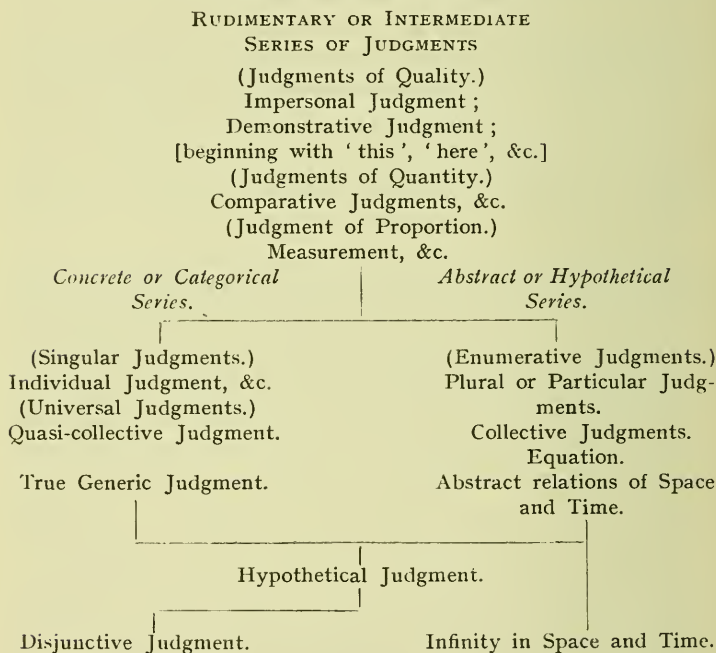 RUDIMENTARY OR INTERMEDIATE
SERIES OF JUDGMENTS
(Judgments of Quality.)
Impersonal Judgment ;
Demonstrative Judgment ;
[beginning with ‘ this ’, ‘ here ’, &c.]
(Judgments of Quantity.)
Comparative Judgments, &c.
(Judgment of Proportion.)
Measurement, &c.
Concrete or Categorical
Series.
Abstract or Hypothetical
Series.
(Singular Judgments.)
Individual Judgment, &c.
(Universal Judgments.)
Quasi-collective Judgment.
True Generic Judgment.
(Enumerative Judgments.)
Plural or Particular Judg-
ments.
Collective Judgments.
Equation.
Abstract relations of Space
and Time.
Hypothetical Judgment.
Disjunctive Judgment.
Infinity in Space and Time.